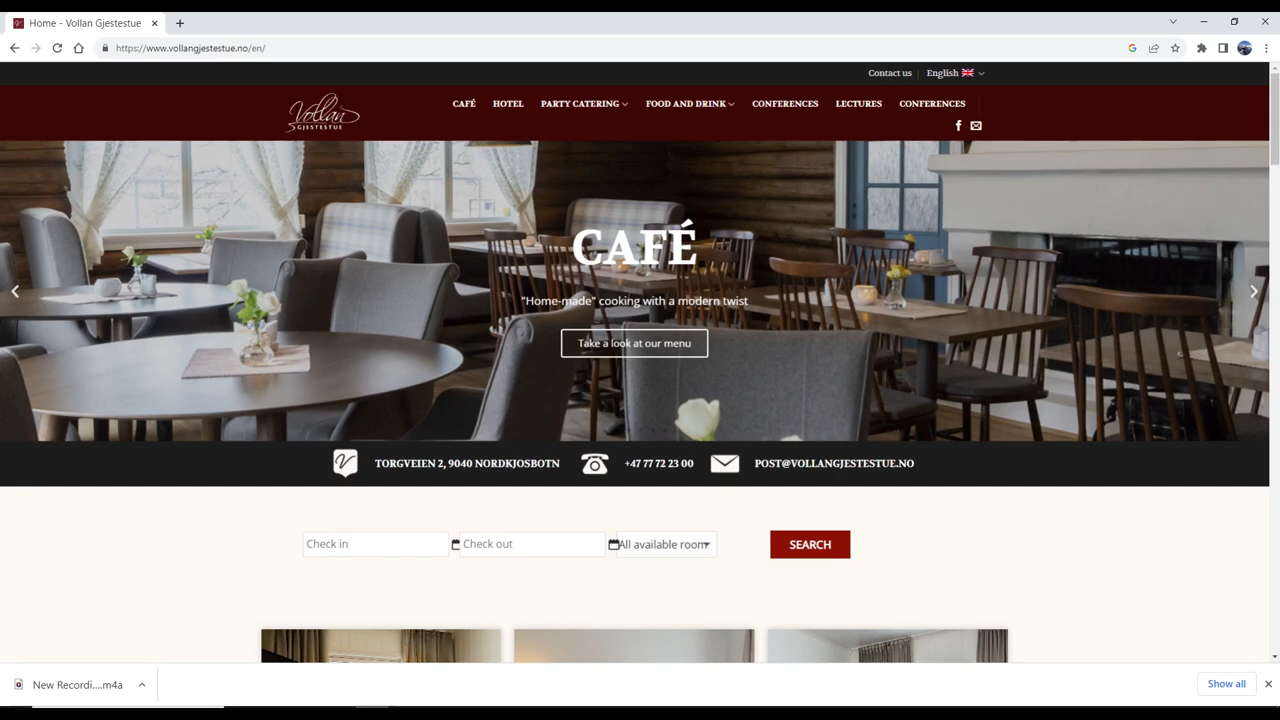 Home - Vollan Gjestestue
https://www.vollangjestestue.no/en/
Contact us
English
Vollan
GJESTESTUE
CAFÉ
HOTEL
PARTY CATERING
FOOD AND DRINK
CONFERENCES
LECTURES
CONFERENCES
CAFÉ
"Home-made" cooking with a modern twist
Take a look at our menu
TORGVEIEN 2, 9040 NORDKJOSBOTN
+47 77 72 23 00
POST@VOLLANGJESTESTUE.NO
Check in
Check out
All available room
SEARCH
New Recordi....m4a
Show all